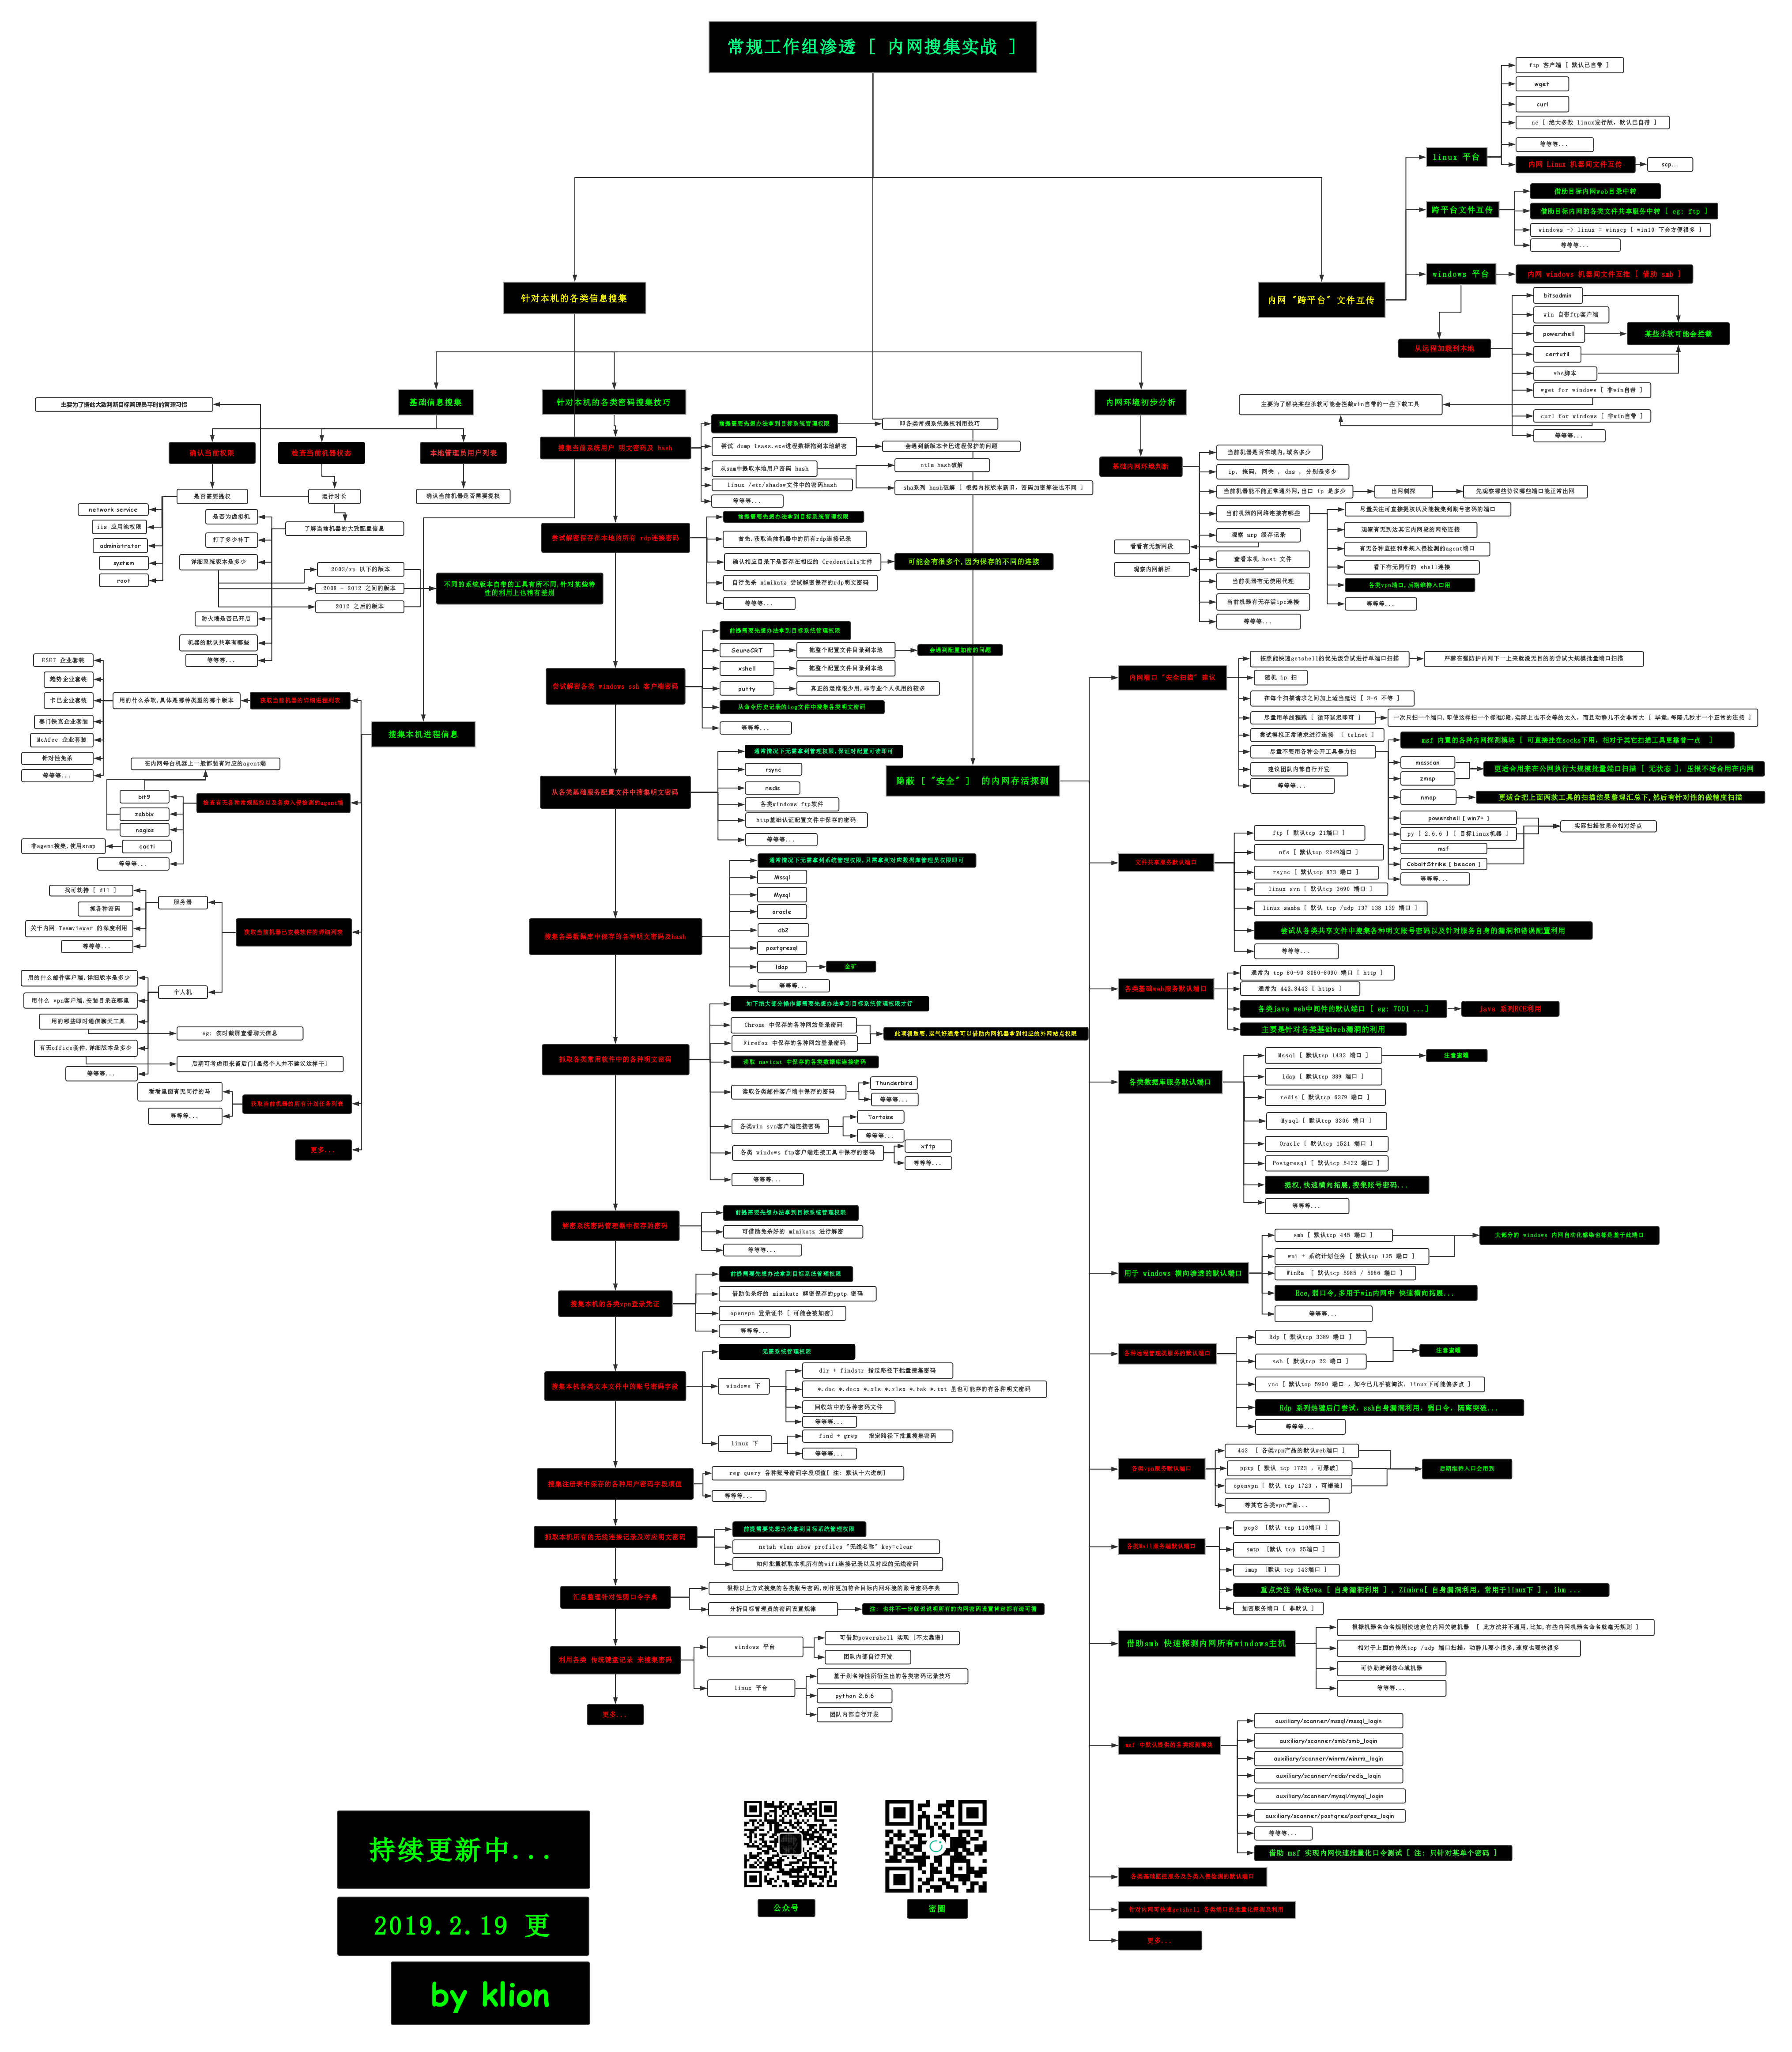 常规工作组渗透 [ 内网搜集实战 ]
ftp 客户端 [ 默认已自带 ]
wget
curl
nc [ 绝大多数 linux发行版, 默认已自带 ]
等等等...
linux 平台
内网 Linux 机器间文件互传
scp...
借助目标内网web目录中转
跨平台文件互传
借助目标内网的各类文件共享服务中转 [ eg: ftp ]
windows -> linux = winscp [ win10 下会方便很多 ]
等等等...
windows 平台
内网 windows 机器间文件互拷 [ 借助 smb ]
内网 "跨平台" 文件互传
bitsadmin
win 自带ftp客户端
powershell
某些杀软可能会拦截
从远程加载到本地
certutil
vbs脚本
wget for windows [ 非win自带 ]
主要为了解决某些杀软可能会拦截win自带的一些下载工具
curl for windows [ 非win自带 ]
等等等...
针对本机的各类信息搜集
基础信息搜集
主要为了据此大致判断目标管理员平时的管理习惯
确认当前权限
检查当前机器状态
本地管理员用户列表
是否需要提权
运行时长
确认当前机器是否需要提权
network service
iis 应用池权限
administrator
system
root
是否为虚拟机
了解当前机器的大致配置信息
打了多少补丁
详细系统版本是多少
2003/xp 以下的版本
2008 - 2012 之间的版本
2012 之后的版本
不同的系统版本自带的工具有所不同,针对某些特
性的利用上也稍有差别
防火墙是否已开启
机器的默认共享有哪些
等等等...
ESET 企业套装
趋势企业套装
卡巴企业套装
赛门铁克企业套装
McAfee 企业套装
针对性免杀
等等等...
用的什么杀软,具体是哪种类型的哪个版本
获取当前机器的详细进程列表
搜集本机进程信息
在内网每台机器上一般都装有对应的agent端
bit9
zabbix
nagios
cacti
非agent搜集,使用snmp
等等等...
检查有无各种常规监控以及各类入侵检测的agent端
找可劫持 [ dll ]
抓各种密码
关于内网 Teamviewer 的深度利用
等等等...
服务器
获取当前机器已安装软件的详细列表
个人机
用的什么邮件客户端,详细版本是多少
用什么 vpn客户端,安装目录在哪里
用的哪些即时通信聊天工具
eg: 实时截屏查看聊天信息
有无office套件,详细版本是多少
后期可考虑用来留后门[虽然个人并不建议这样干]
等等等...
看看里面有无同行的马
等等等...
获取当前机器的所有计划任务列表
更多...
针对本机的各类密码搜集技巧
搜集当前系统用户 明文密码及 hash
前提需要先想办法拿到目标系统管理权限
即各类常规系统提权利用技巧
尝试 dump lsass.exe进程数据拖到本地解密
会遇到新版本卡巴进程保护的问题
从sam中提取本地用户密码 hash
ntlm hash破解
linux /etc/shadow文件中的密码hash
sha系列 hash破解 [ 根据内核版本新旧, 密码加密算法也不同 ]
等等等...
尝试解密保存在本地的所有 rdp连接密码
前提需要先想办法拿到目标系统管理权限
首先,获取当前机器中的所有rdp连接记录
确认相应目录下是否存在相应的 Credentials文件
可能会有很多个,因为保存的不同的连接
自行免杀 mimikatz 尝试解密保存的rdp明文密码
等等等...
尝试解密各类 windows ssh 客户端密码
前提需要先想办法拿到目标系统管理权限
SeureCRT
拖整个配置文件目录到本地
会遇到配置加密的问题
xshell
拖整个配置文件目录到本地
putty
真正的运维很少用,非专业个人机用的较多
从命令历史记录的log文件中搜集各类明文密码
等等等...
从各类基础服务配置文件中搜集明文密码
通常情况下无需拿到管理权限,保证对配置可读即可
rsync
redis
各类windows ftp软件
http基础认证配置文件中保存的密码
等等等...
搜集各类数据库中保存的各种明文密码及hash
通常情况下无需拿到系统管理权限,只需拿到对应数据库管理员权限即可
Mssql
Mysql
oracle
db2
postgresql
ldap
金矿
等等等...
抓取各类常用软件中的各种明文密码
如下绝大部分操作都需要先想办法拿到目标系统管理权限才行
Chrome 中保存的各种网站登录密码
Firefox 中保存的各种网站登录密码
此项很重要,运气好通常可以借助内网机器拿到相应的外网站点权限
读取 navicat 中保存的各类数据库连接密码
读取各类邮件客户端中保存的密码
Thunderbird
等等等...
各类win svn客户端连接密码
Tortoise
等等等...
各类 windows ftp客户端连接工具中保存的密码
xftp
等等等...
等等等...
解密系统密码管理器中保存的密码
前提需要先想办法拿到目标系统管理权限
可借助免杀好的 mimikatz 进行解密
等等等...
搜集本机的各类vpn登录凭证
前提需要先想办法拿到目标系统管理权限
借助免杀好的 mimikatz 解密保存的pptp 密码
openvpn 登录证书 [ 可能会被加密]
等等等...
搜集本机各类文本文件中的账号密码字段
无需系统管理权限
windows 下
dir + findstr 指定路径下批量搜集密码
*.doc *.docx *.xls *.xlsx *.bak *.txt 里也可能存的有各种明文密码
回收站中的各种密码文件
等等等...
linux 下
find + grep 指定路径下批量搜集密码
等等等...
搜集注册表中保存的各种用户密码字段项值
reg query 各种账号密码字段项值[ 注: 默认十六进制]
等等等...
抓取本机所有的无线连接记录及对应明文密码
前提需要先想办法拿到目标系统管理权限
netsh wlan show profiles "无线名称" key=clear
如何批量抓取本机所有的wifi连接记录以及对应的无线密码
汇总整理针对性弱口令字典
根据以上方式搜集的各类账号密码,制作更加符合目标内网环境的账号密码字典
分析目标管理员的密码设置规律
注: 也并不一定就说说明所有的内网密码设置肯定都有迹可循
利用各类 传统键盘记录 来搜集密码
windows 平台
可借助powershell 实现 [不太靠谱]
团队内部自行开发
linux 平台
基于别名特性所衍生出的各类密码记录技巧
python 2.6.6
团队内部自行开发
更多...
内网环境初步分析
基础内网环境判断
当前机器是否在域内,域名多少
ip, 掩码, 网关 , dns , 分别是多少
当前机器能不能正常通外网,出口 ip 是多少
出网刺探
先观察哪些协议哪些端口能正常出网
当前机器的网络连接有哪些
尽量关注可直接提权以及能搜集到账号密码的端口
观察有无到达其它内网段的网络连接
有无各种监控和常规入侵检测的agent端口
看下有无同行的 shell连接
各类vpn端口,后期维持入口用
等等等...
观察 arp 缓存记录
看看有无新网段
查看本机 host 文件
观察内网解析
当前机器有无使用代理
当前机器有无存活ipc连接
等等等...
隐蔽 [ "安全" ] 的内网存活探测
内网端口 "安全扫描" 建议
按照能快速getshell的优先级尝试进行单端口扫描
严禁在强防护内网下一上来就漫无目的的尝试大规模批量端口扫描
随机 ip 扫
在每个扫描请求之间加上适当延迟 [ 3-6 不等 ]
尽量用单线程跑 [ 循环延迟即可 ]
一次只扫一个端口,即使这样扫一个标准C段,实际上也不会等的太久, 而且动静儿不会非常大 [ 毕竟,每隔几秒才一个正常的连接 ]
尝试模拟正常请求进行连接 [ telnet ]
尽量不要用各种公开工具暴力扫
msf 内置的各种内网探测模块 [ 可直接挂在socks下用, 相对于其它扫描工具更靠普一点 ]
masscan
zmap
更适合用来在公网执行大规模批量端口扫描 [ 无状态 ], 压根不适合用在内网
nmap
更适合把上面两款工具的扫描结果整理汇总下,然后有针对性的做精度扫描
powershell [ win7+ ]
py [ 2.6.6 ] [ 目标linux机器 ]
msf
CobaltStrike [ beacon ]
实际扫描效果会相对好点
等等等...
建议团队内部自行开发
等等等...
文件共享服务默认端口
ftp [ 默认tcp 21端口 ]
nfs [ 默认tcp 2049端口 ]
rsync [ 默认tcp 873 端口 ]
linux svn [ 默认tcp 3690 端口 ]
linux samba [ 默认 tcp /udp 137 138 139 端口 ]
尝试从各类共享文件中搜集各种明文账号密码以及针对服务自身的漏洞和错误配置利用
等等等...
各类基础web服务默认端口
通常为 tcp 80-90 8080-8090 端口 [ http ]
通常为 443,8443 [ https ]
各类java web中间件的默认端口 [ eg: 7001 ...]
java 系列RCE利用
主要是针对各类基础web漏洞的利用
各类数据库服务默认端口
Mssql [ 默认tcp 1433 端口 ]
注意查疆
ldap [ 默认tcp 389 端口 ]
redis [ 默认tcp 6379 端口 ]
Mysql [ 默认tcp 3306 端口 ]
Oracle [ 默认tcp 1521 端口 ]
Postgresql [ 默认tcp 5432 端口 ]
提权,快速横向拓展,搜集账号密码...
等等等...
用于 windows 横向渗透的默认端口
smb [ 默认tcp 445 端口 ]
大部分的 windows 内网自动化感染也都是基于此端口
wmi + 系统计划任务 [ 默认tcp 135 端口 ]
WinRm [ 默认tcp 5985 / 5986 端口 ]
Rce,弱口令,多用于win内网中 快速横向拓展...
等等等...
各种远程管理类服务的默认端口
Rdp [ 默认tcp 3389 端口 ]
ssh [ 默认tcp 22 端口 ]
vnc [ 默认tcp 5900 端口 , 如今已几乎被淘汰, linux下可能偏多点 ]
Rdp 系列热键后门尝试, ssh自身漏洞利用, 弱口令, 隔离突破...
等等等...
各类vpn服务默认端口
443 [ 各类vpn产品的默认web端口 ]
pptp [ 默认 tcp 1723 , 可爆破]
后期维持入口会用到
openvpn [ 默认 tcp 1723 , 可爆破]
等其它各类vpn产品...
各类Mail服务端默认端口
pop3 [默认 tcp 110端口 ]
smtp [默认 tcp 25端口 ]
imap [默认 tcp 143端口 ]
重点关注 传统owa [ 自身漏洞利用 ] , Zimbra[ 自身漏洞利用, 常用于linux下 ] , ibm ...
加密服务端口 [ 非默认 ]
借助smb 快速探测内网所有windows主机
根据机器名命名规则快速定位内网关键机器 [ 此方法并不通用,比如,有些内网机器名命名就毫无规则 ]
相对于上面的传统tcp /udp 端口扫描, 动静儿要小很多,速度也要快很多
可协助蹲到核心域机器
等等等...
msf 中默认提供的各类探测模块
auxiliary/scanner/mssql/mssql_login
auxiliary/scanner/smb/smb_login
auxiliary/scanner/winrm/winrm_login
auxiliary/scanner/redis/redis_login
auxiliary/scanner/mysql/mysql_login
auxiliary/scanner/postgres/postgres_login
等等等...
借助 msf 实现内网快速批量化口令测试 [ 注: 只针对某单个密码 ]
各类基础监控服务及各类入侵检测的默认端口
针对内网可快速getshell 各类端口的批量化探测及利用
更多...
持续更新中...
2019.2.19 更
by klion
公众号
密圈